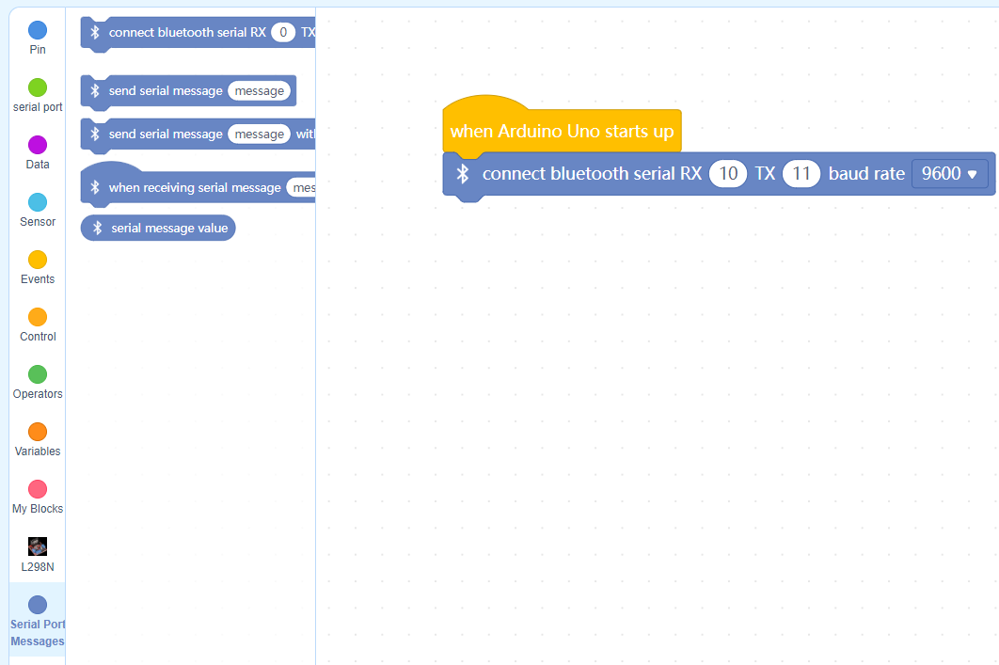 Pin
serial port
Data
Sensor
Events
Control
Operators
Variables
My Blocks
L298N
Serial Port
Messages
connect bluetooth serial RX 0 TX
send serial message message
send serial message message
when receiving serial message
serial message value
when Arduino Uno starts up
connect bluetooth serial RX 10 TX 11 baud rate 9600